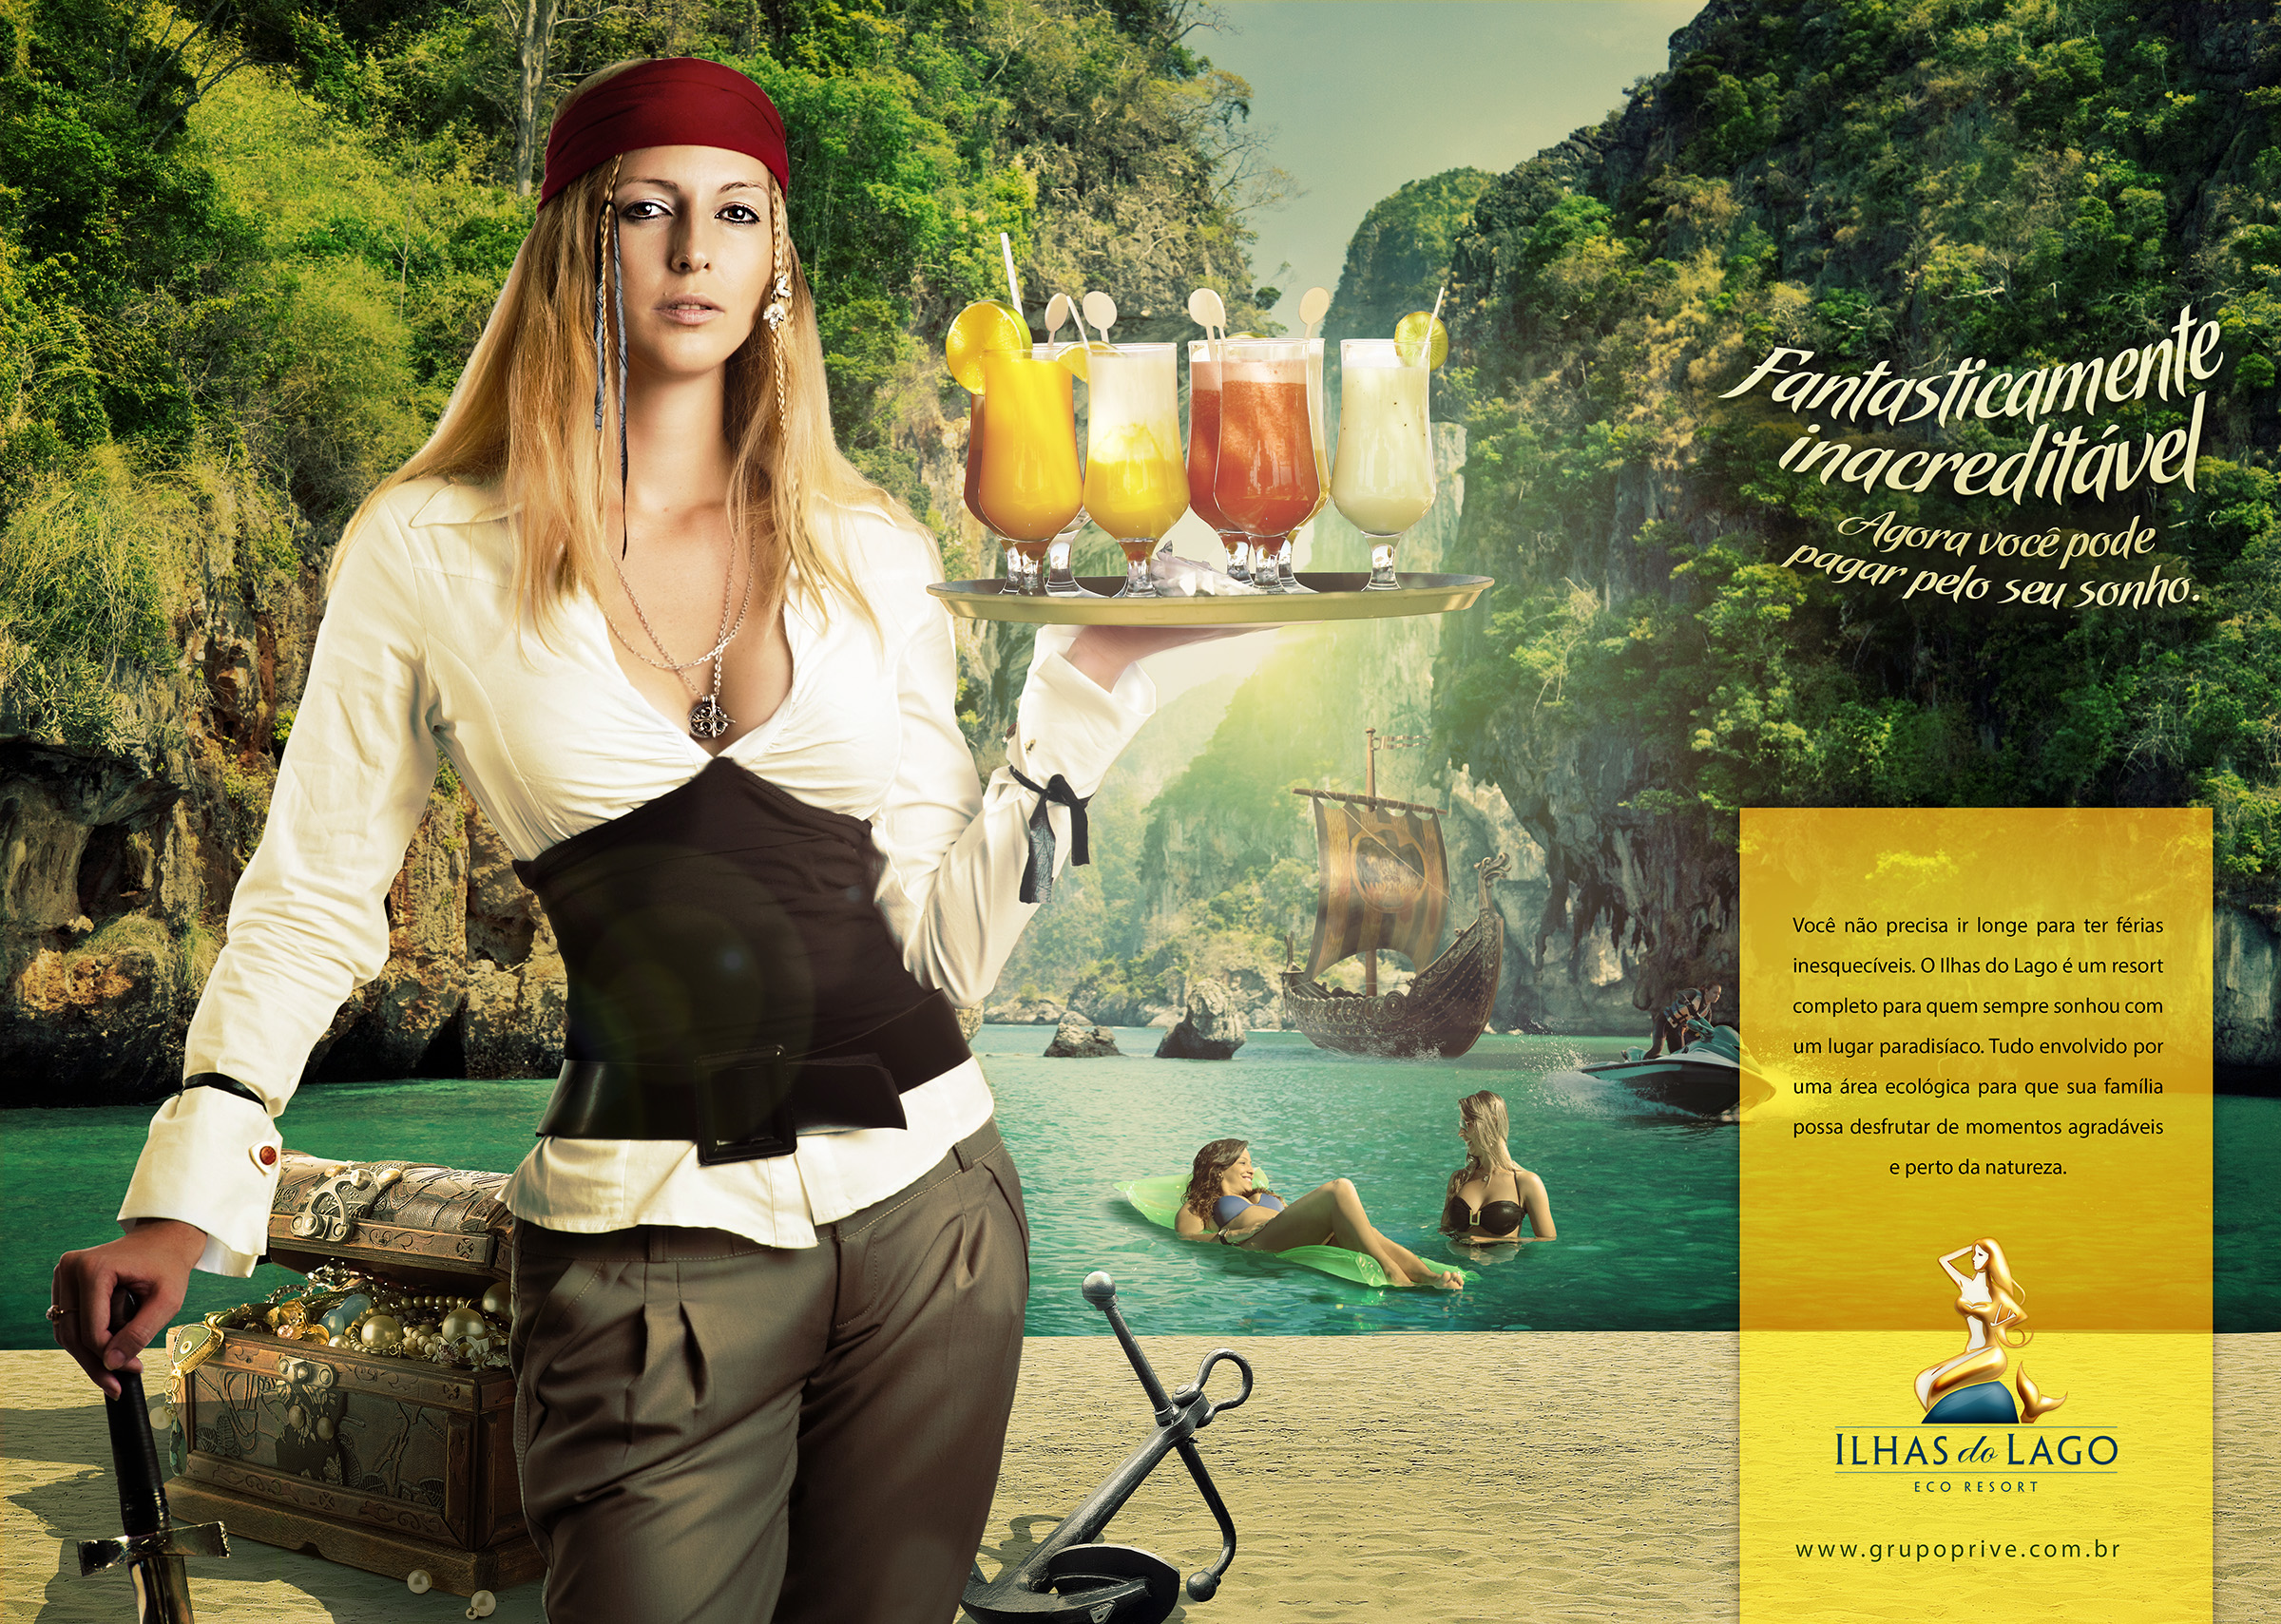 Fantasticamente
inacreditável
Agora você pode
pagar pelo seu sonho.
Você não precisa ir longe para ter férias
inesquecíveis. O Ilhas do Lago é um resort
completo para quem sempre sonhou com
um lugar paradisíaco. Tudo envolvido por
uma área ecológica para que sua família
possa desfrutar de momentos agradáveis
e perto da natureza.
ILHAS do LAGO
ECO RESORT
www.grupoprive.com.br